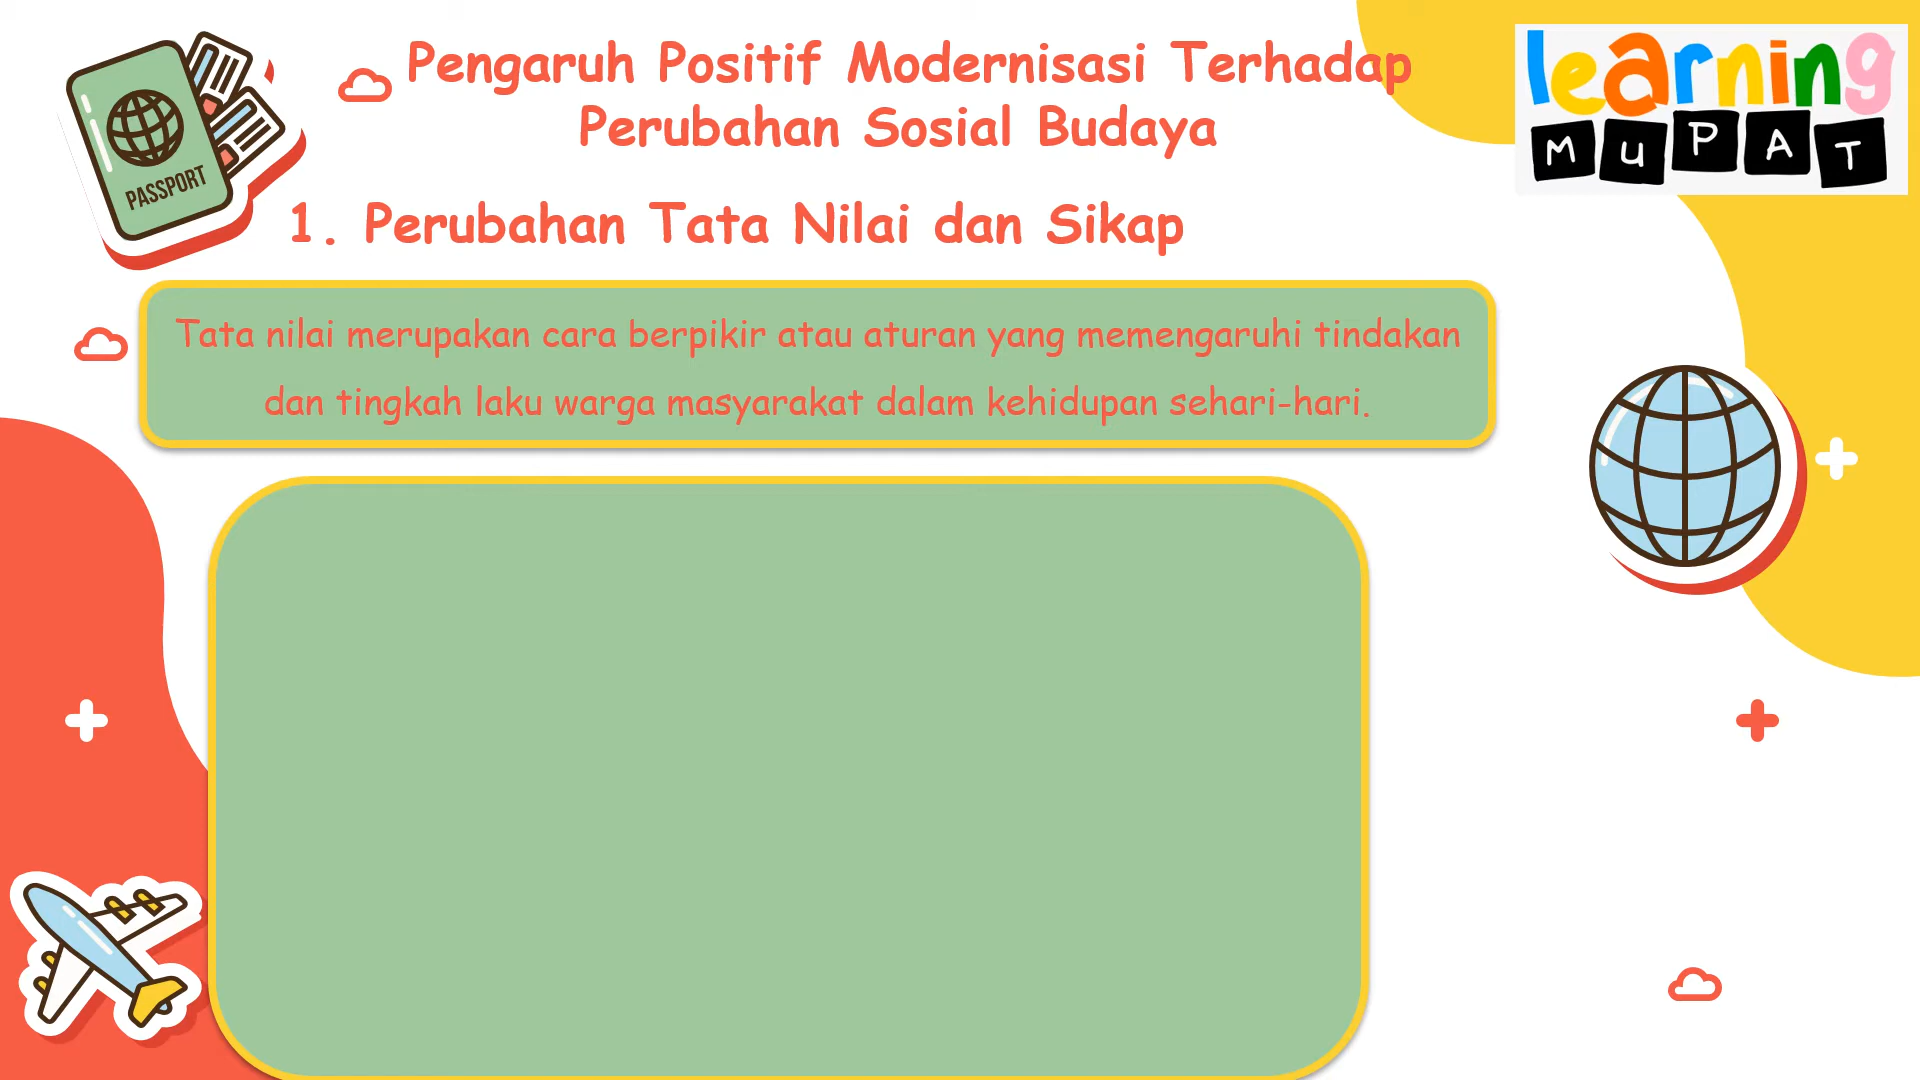 Pengaruh Positif Modernisasi Terhadap
Perubahan Sosial Budaya
learning
MUPAT
PASSPORT
1. Perubahan Tata Nilai dan Sikap
Tata nilai merupakan cara berpikir atau aturan yang memengaruhi tindakan
dan tingkah laku warga masyarakat dalam kehidupan sehari-hari.